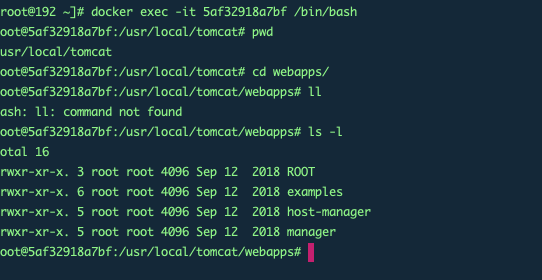 root@192 ~]# docker exec -it 5af32918a7bf /bin/bash
oot@5af32918a7bf:/usr/local/tomcat# pwd
usr/local/tomcat
oot@5af32918a7bf:/usr/local/tomcat# cd webapps/
oot@5af32918a7bf:/usr/local/tomcat/webapps# ll
ash: ll: command not found
oot@5af32918a7bf:/usr/local/tomcat/webapps# ls -l
otal 16
rwxr-xr-x. 3 root root 4096 Sep 12  2018 ROOT
rwxr-xr-x. 6 root root 4096 Sep 12  2018 examples
rwxr-xr-x. 5 root root 4096 Sep 12  2018 host-manager
rwxr-xr-x. 5 root root 4096 Sep 12  2018 manager
oot@5af32918a7bf:/usr/local/tomcat/webapps#